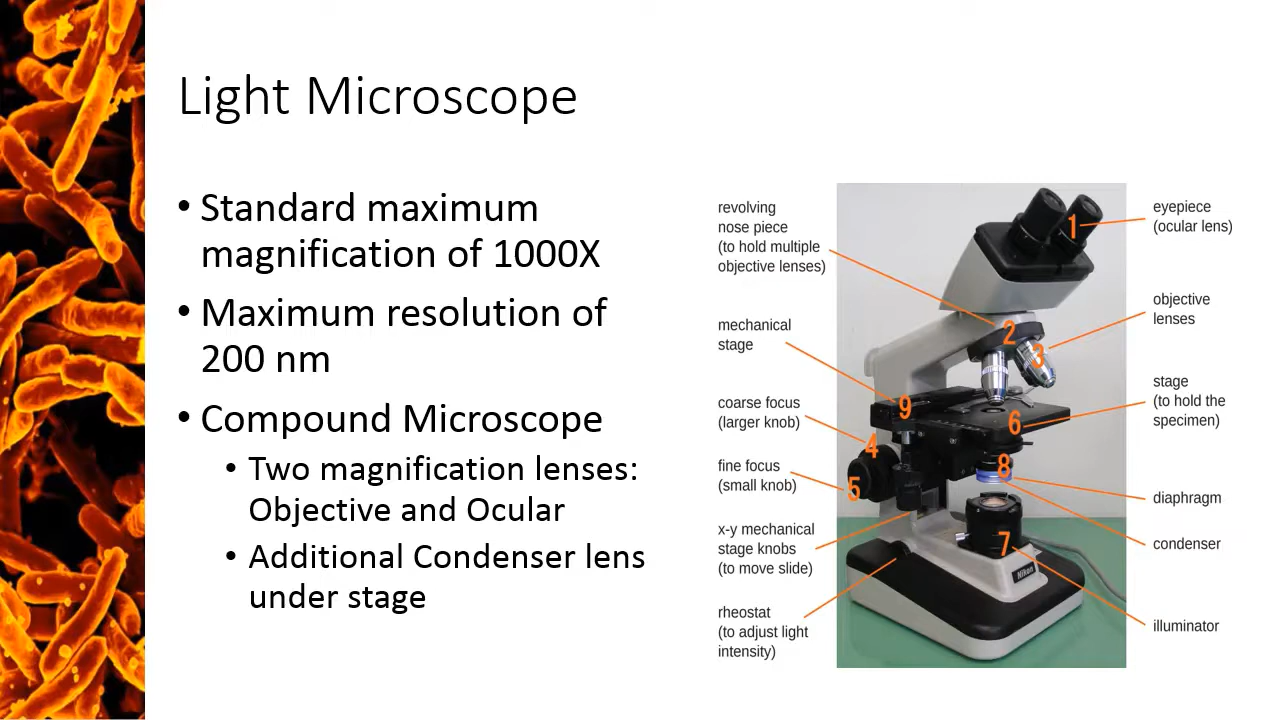 Light Microscope
• Standard maximum
magnification of 1000X
• Maximum resolution of
200 nm
• Compound Microscope
• Two magnification lenses:
Objective and Ocular
• Additional Condenser lens
under stage
revolving
nose piece
(to hold multiple
objective lenses)
mechanical
stage
coarse focus
(larger knob)
fine focus
(small knob)
x-y mechanical
stage knobs
(to move slide)
rheostat
(to adjust light
intensity)
1
2
3
9
6
4
8
5
7
Nikon
eyepiece
(ocular lens)
objective
lenses
stage
(to hold the
specimen)
diaphragm
condenser
illuminator